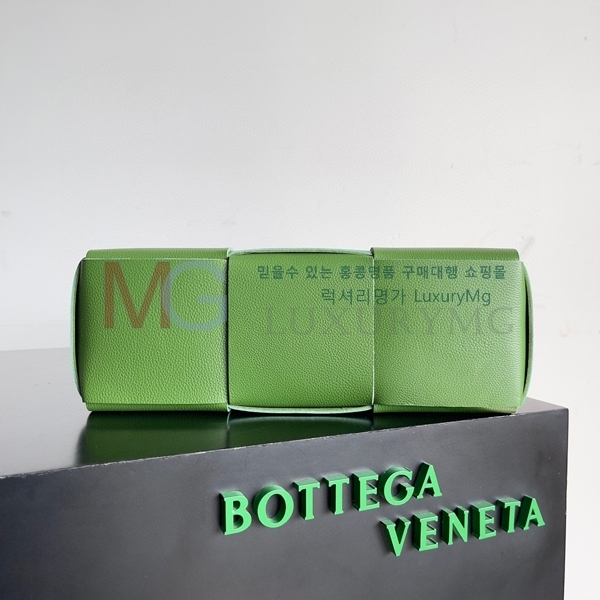 MG
믿을수 있는 홍콩명품 구매대행 쇼핑몰
럭셔리명가 LuxuryMg
LUXURYMG
BOTTEGA
VENETA